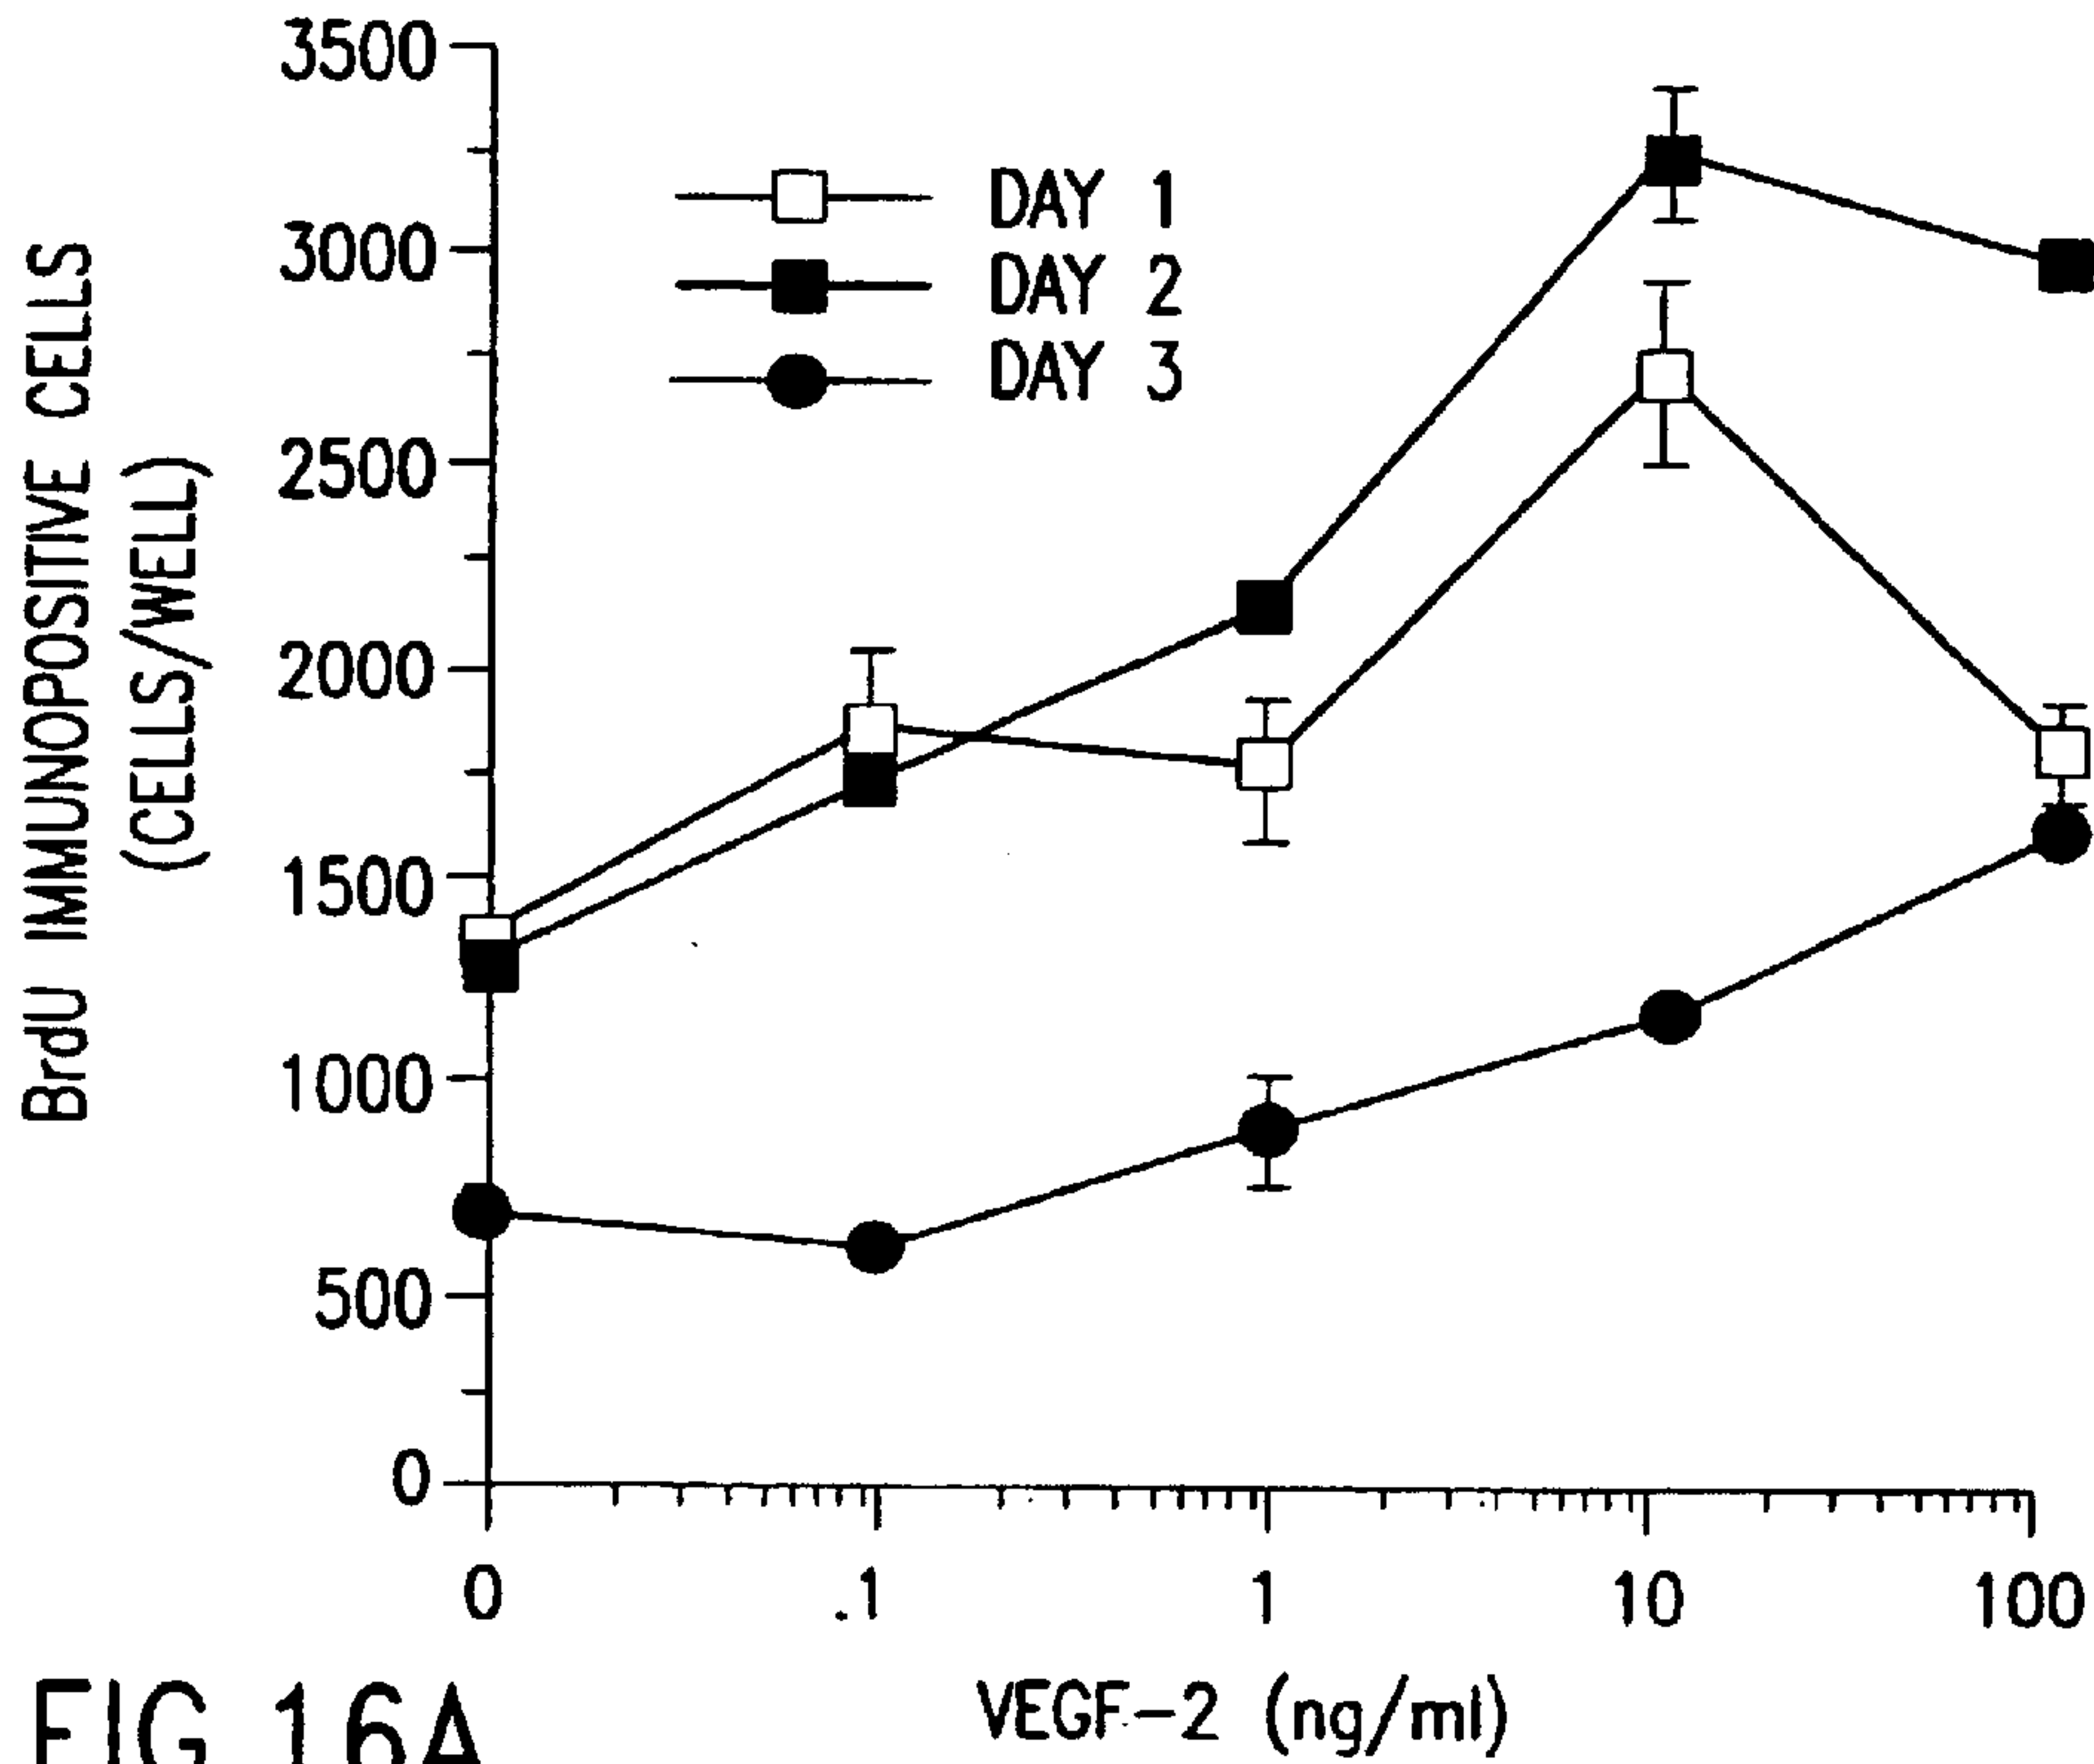 3500
3000
2500
2000
1500
1000
500
0
BrdU IMMUNOPOSITIVE CELLS
(CELLS/WELL)
DAY 1
DAY 2
DAY 3
0 .1 1 10 100
VEGF-2 (ng/ml)
FIG.16A